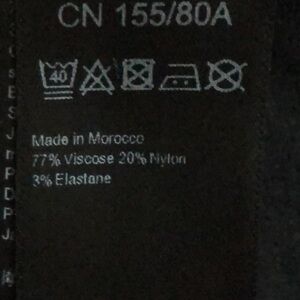 CN 155/80A
40
Made in Morocco
77% Viscose 20% Nylon
3% Elastane